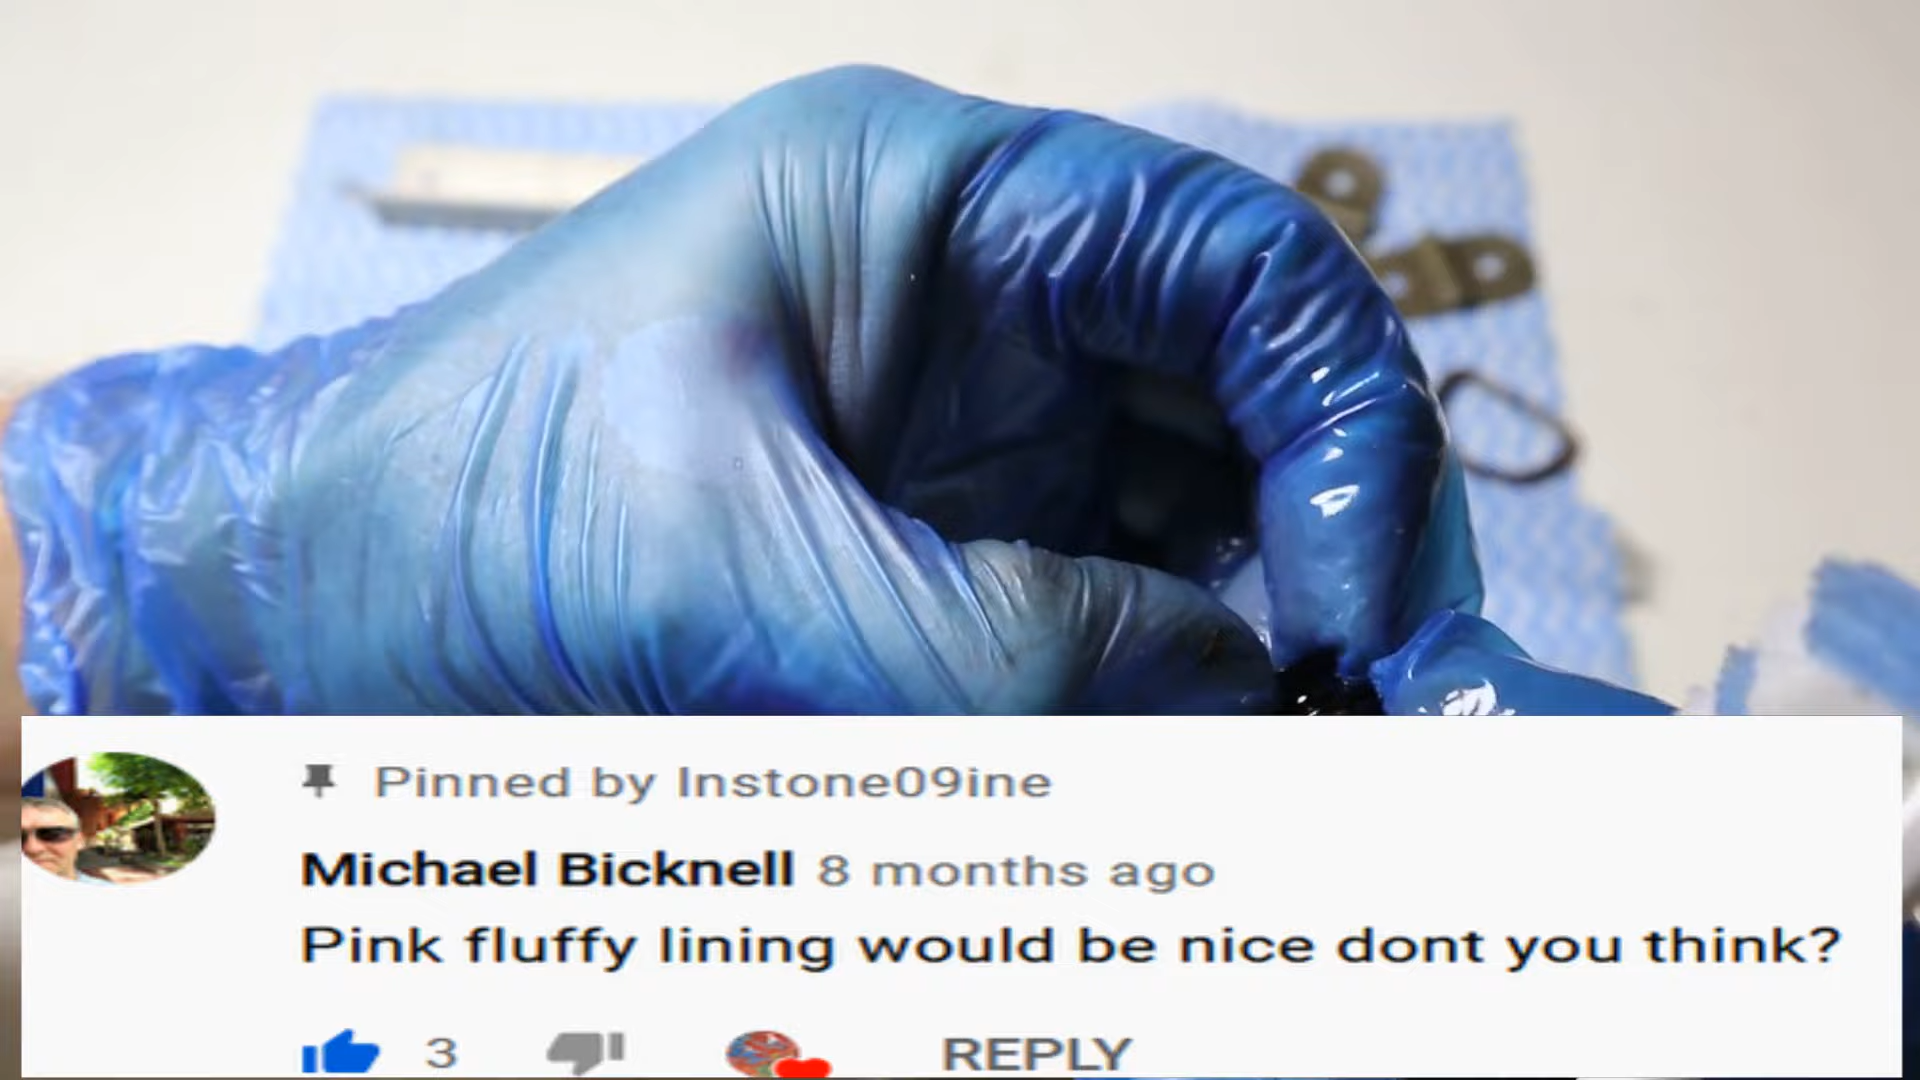 Pinned by Instone09ine
Michael Bicknell 8 months ago
Pink fluffy lining would be nice dont you think?
3
REPLY